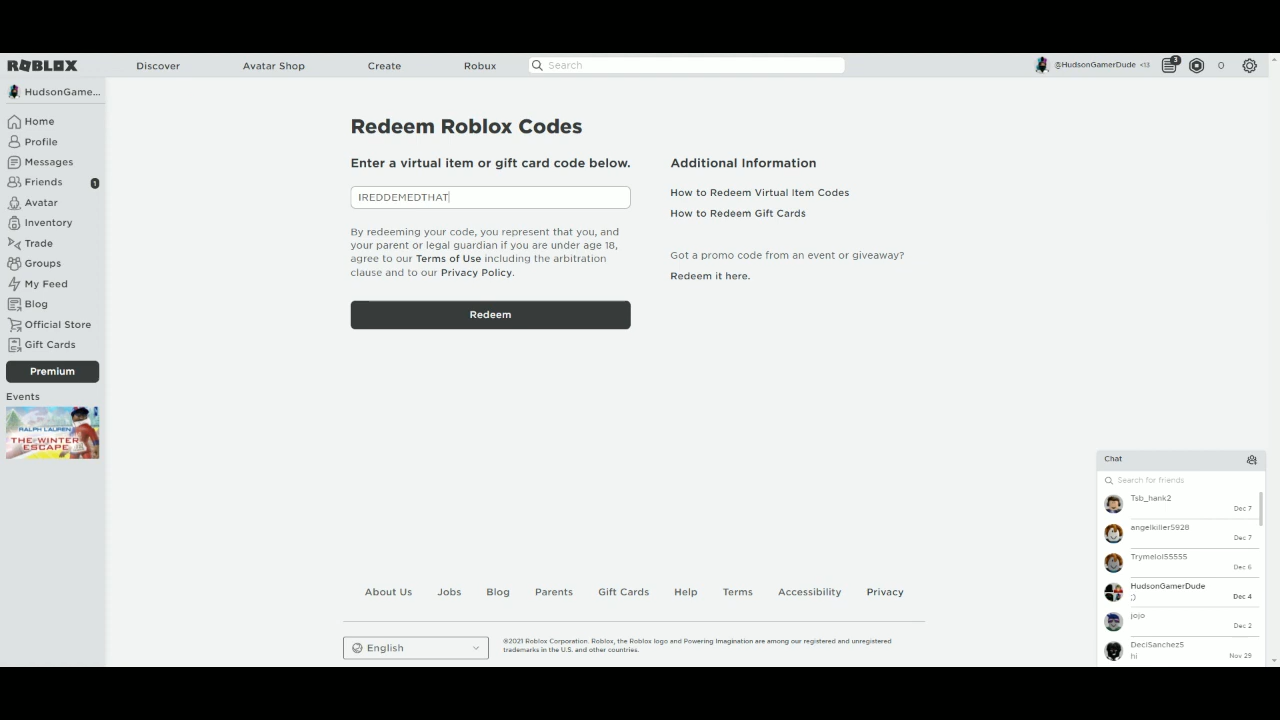 ROBLOX
Discover
Avatar Shop
Create
Robux
Search
@HudsonGamerDude <13
3
0
HudsonGame...
Home
Profile
Messages
Friends
1
Avatar
Inventory
Trade
Groups
My Feed
Blog
Official Store
Gift Cards
Premium
Events
RALPH LAUREN
THE WINTER
ESCAPE
Redeem Roblox Codes
Enter a virtual item or gift card code below.
IREDDEMEDTHAT
By redeeming your code, you represent that you, and
your parent or legal guardian if you are under age 18,
agree to our Terms of Use including the arbitration
clause and to our Privacy Policy.
Redeem
Additional Information
How to Redeem Virtual Item Codes
How to Redeem Gift Cards
Got a promo code from an event or giveaway?
Redeem it here.
Chat
Search for friends
Tsb_hank2
Dec 7
angelkiller5928
Dec 7
Trymelol55555
Dec 6
HudsonGamerDude
;)
Dec 4
jojo
Dec 2
DeciSanchez5
hi
Nov 29
About Us
Jobs
Blog
Parents
Gift Cards
Help
Terms
Accessibility
Privacy
English
©2021 Roblox Corporation. Roblox, the Roblox logo and Powering Imagination are among our registered and unregistered
trademarks in the U.S. and other countries.